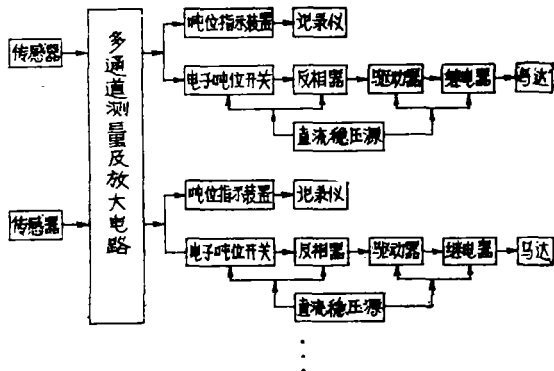 吨位指示装置
记录仪
传感器
多通道测量及放大电路
电子吨位开关
反相器
驱动器
继电器
马达
直流稳压源
吨位指示装置
记录仪
传感器
电子吨位开关
反相器
驱动器
继电器
马达
直流稳压源